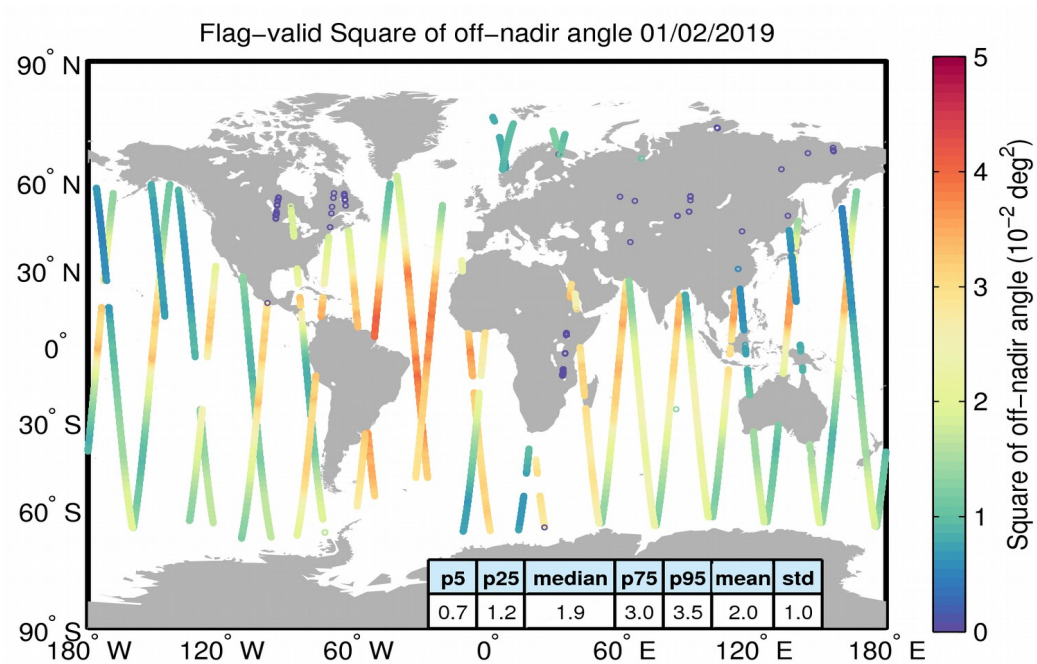 Flag-valid Square of off-nadir angle 01/02/2019
90° N
60° N
30° N
0°
30° S
60° S
90° S
180° W
120° W
60° W
0°
60° E
120° E
180° E
p5 p25 median p75 p95 mean std
0.7 1.2 1.9 3.0 3.5 2.0 1.0
5
4
3
2
1
0
Square of off-nadir angle (10⁻² deg²)